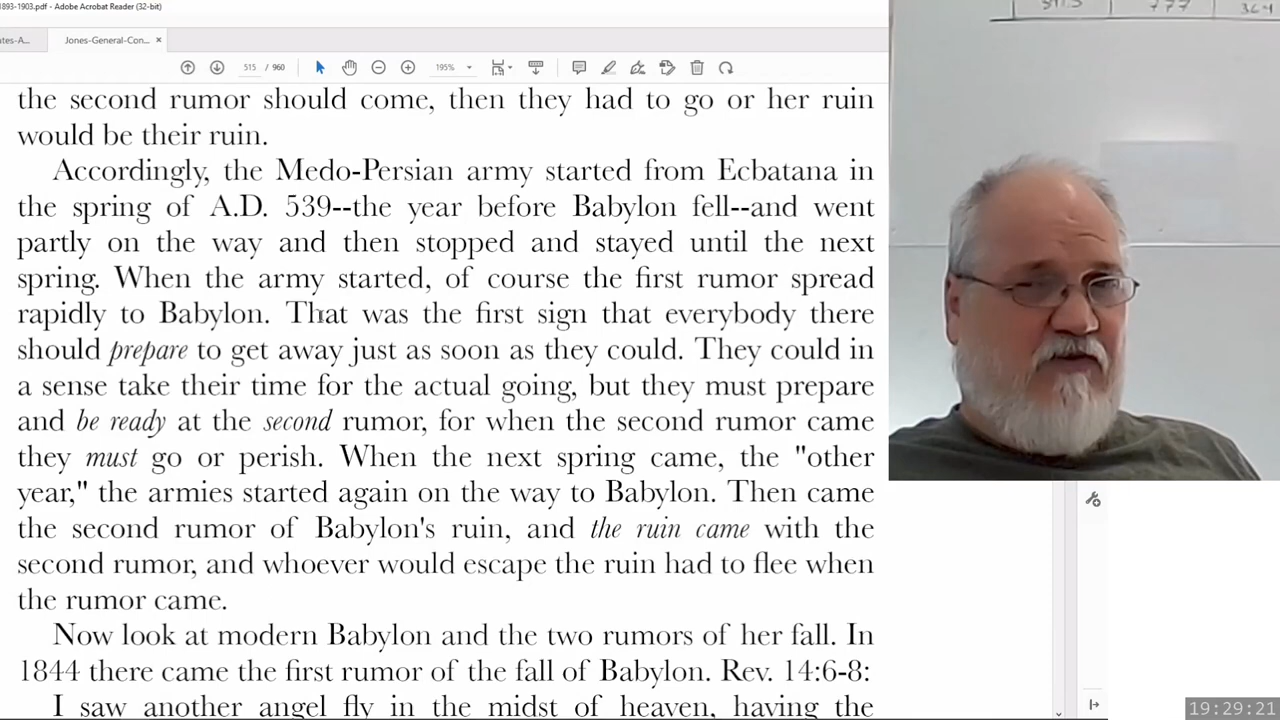 1893-1903.pdf - Adobe Acrobat Reader (32-bit)
Jones-General-Con... ×
515 / 960
195%
the second rumor should come, then they had to go or her ruin
would be their ruin.
Accordingly, the Medo-Persian army started from Ecbatana in
the spring of A.D. 539--the year before Babylon fell--and went
partly on the way and then stopped and stayed until the next
spring. When the army started, of course the first rumor spread
rapidly to Babylon. That was the first sign that everybody there
should prepare to get away just as soon as they could. They could in
a sense take their time for the actual going, but they must prepare
and be ready at the second rumor, for when the second rumor came
they must go or perish. When the next spring came, the "other
year," the armies started again on the way to Babylon. Then came
the second rumor of Babylon's ruin, and the ruin came with the
second rumor, and whoever would escape the ruin had to flee when
the rumor came.
Now look at modern Babylon and the two rumors of her fall. In
1844 there came the first rumor of the fall of Babylon. Rev. 14:6-8:
I saw another angel fly in the midst of heaven, having the
777
364
19:29:21